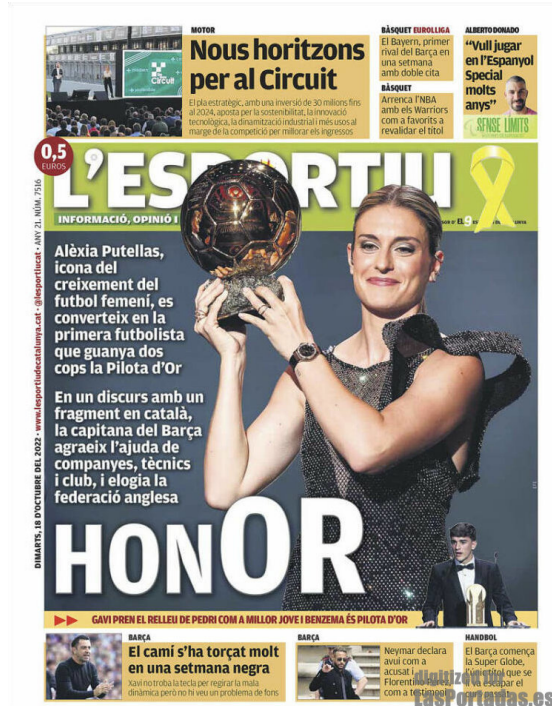 MOTOR
Nous horitzons
per al Circuit
El pla estratègic, amb una inversió de 30 milions fins
al 2024, aposta per la sostenibilitat, la innovació
tecnològica, la dinamització industrial i més usos al
marge de la competició per millorar els ingressos
BÀSQUET EUROLLIGA
El Bayern, primer
rival del Barça en
una setmana
amb doble cita
BÀSQUET
Arrenca l'NBA
amb els Warriors
com a favorits a
revalidar el títol
ALBERTO DONADO
“Vull jugar
en l'Espanyol
Special
molts
anys”
SENSE LÍMITS
0,5
EUROS
L'ESPORTIU
INFORMACIÓ, OPINIÓ I
DIMARTS, 18 D'OCTUBRE DEL 2022 · www.lesportiudecatalunya.cat · @lesportiucat · ANY 21. NÚM. 7516
Alèxia Putellas,
icona del
creixement del
futbol femení, es
converteix en la
primera futbolista
que guanya dos
cops la Pilota d'Or
En un discurs amb un
fragment en català,
la capitana del Barça
agraeix l'ajuda de
companyes, tècnics
i club, i elogia la
federació anglesa
HONOR
GAVI PREN EL RELLEU DE PEDRI COM A MILLOR JOVE I BENZEMA ÉS PILOTA D'OR
BARÇA
El camí s'ha torçat molt
en una setmana negra
Xavi no troba la tecla per regirar la mala
dinàmica però no hi veu un problema de fons
BARÇA
Neymar declara
avui com a
acusat i
Florentino
com a testimoni
HANDBOL
El Barça comença
la Super Globe,
l'únic títol que se
li va escapar el
digitized by
LasPortadas.es